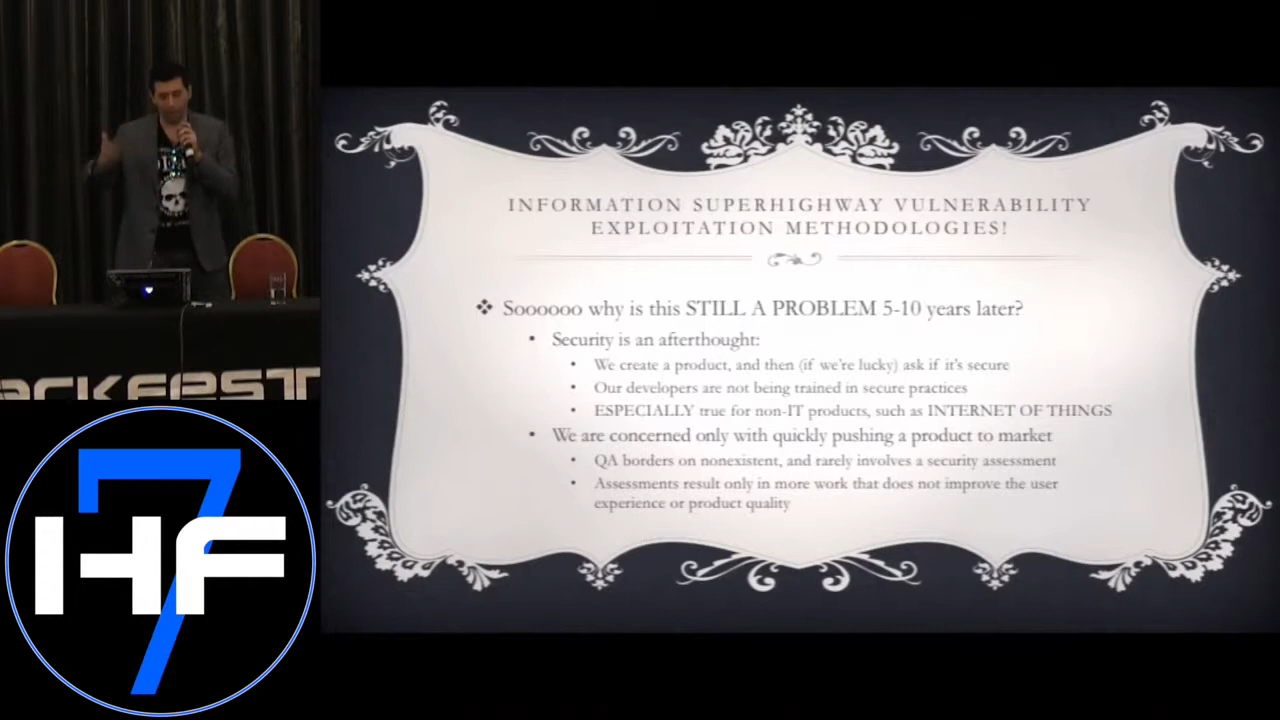 INFORMATION SUPERHIGHWAY VULNERABILITY
EXPLOITATION METHODOLOGIES!
❖ Soooooo why is this STILL A PROBLEM 5-10 years later?
• Security is an afterthought:
• We create a product, and then (if we're lucky) ask if it's secure
• Our developers are not being trained in secure practices
• ESPECIALLY true for non-IT products, such as INTERNET OF THINGS
• We are concerned only with quickly pushing a product to market
• QA borders on nonexistent, and rarely involves a security assessment
• Assessments result only in more work that does not improve the user
experience or product quality
ACKFEST
7
HF